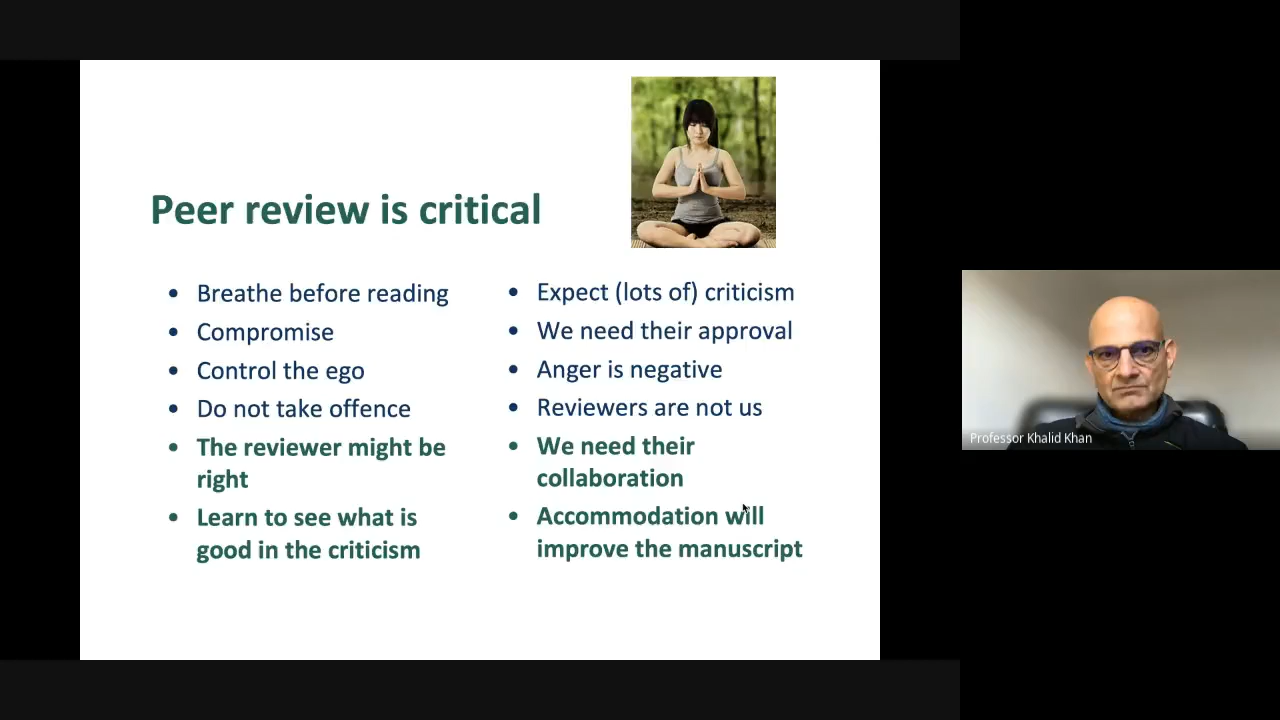 Peer review is critical
• Breathe before reading
• Compromise
• Control the ego
• Do not take offence
• The reviewer might be
right
• Learn to see what is
good in the criticism
• Expect (lots of) criticism
• We need their approval
• Anger is negative
• Reviewers are not us
• We need their
collaboration
• Accommodation will
improve the manuscript
Professor Khalid Khan